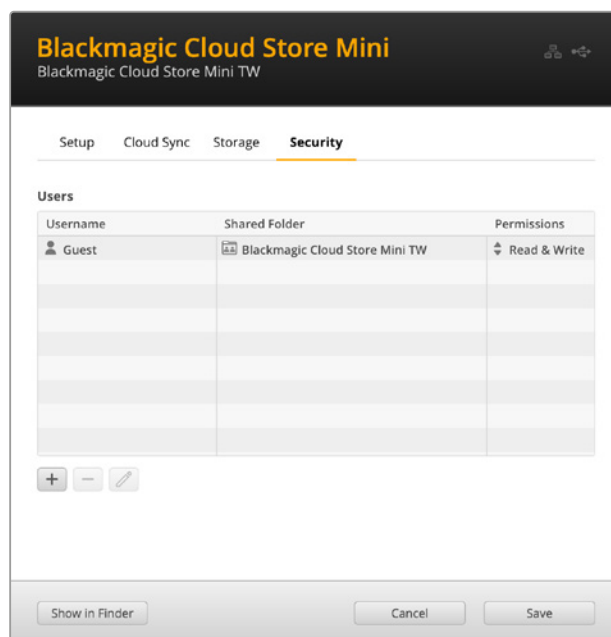 Blackmagic Cloud Store Mini
Blackmagic Cloud Store Mini TW
Setup Cloud Sync Storage Security
Users
Username Shared Folder Permissions
Guest Blackmagic Cloud Store Mini TW Read & Write
Show in Finder Cancel Save